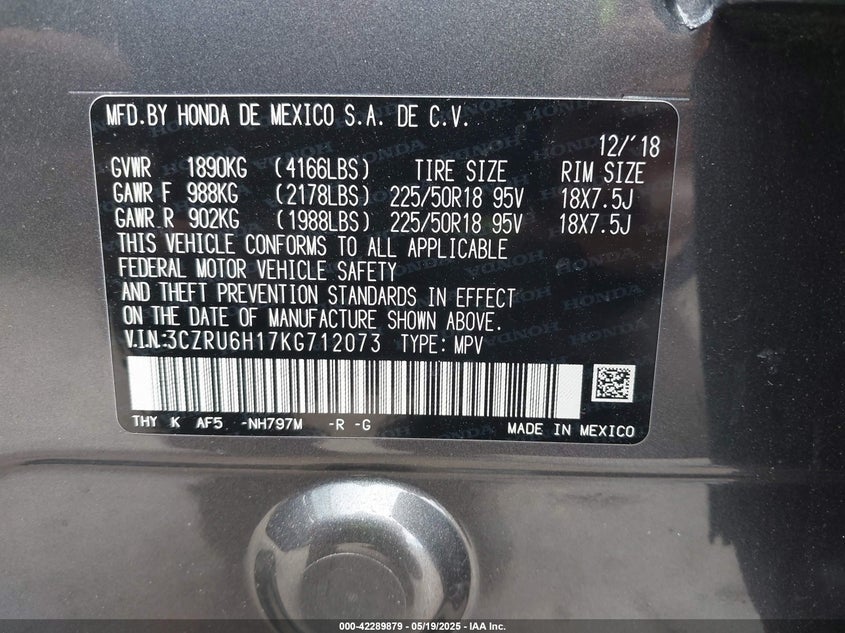 MFD.BY HONDA DE MEXICO S.A. DE C.V.
12/'18
GVWR 1890KG (4166LBS) TIRE SIZE RIM SIZE
GAWR F 988KG (2178LBS) 225/50R18 95V 18X7.5J
GAWR R 902KG (1988LBS) 225/50R18 95V 18X7.5J
THIS VEHICLE CONFORMS TO ALL APPLICABLE
FEDERAL MOTOR VEHICLE SAFETY
AND THEFT PREVENTION STANDARDS IN EFFECT
ON THE DATE OF MANUFACTURE SHOWN ABOVE.
V.I.N:3CZRU6H17KG712073 TYPE: MPV
THY K AF5 -NH797M -R -G MADE IN MEXICO
000-42289879 - 05/19/2025 - IAA Inc.